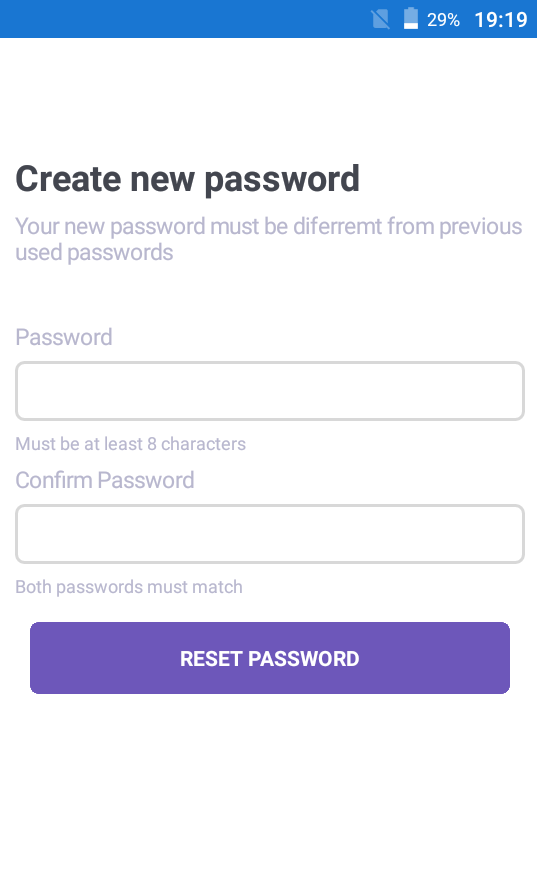 29% 19:19
Create new password
Your new password must be diferremt from previous
used passwords
Password
Must be at least 8 characters
Confirm Password
Both passwords must match
RESET PASSWORD